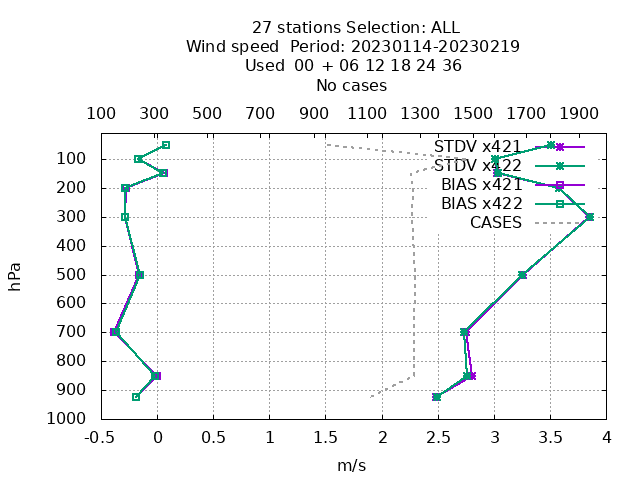 27 stations Selection: ALL
Wind speed  Period: 20230114-20230219
Used  00 + 06 12 18 24 36
No cases
100 300 500 700 900 1100 1300 1500 1700 1900
STDV x421
STDV x422
BIAS x421
BIAS x422
CASES
100
200
300
400
500
600
700
800
900
1000
hPa
-0.5 0 0.5 1 1.5 2 2.5 3 3.5 4
m/s